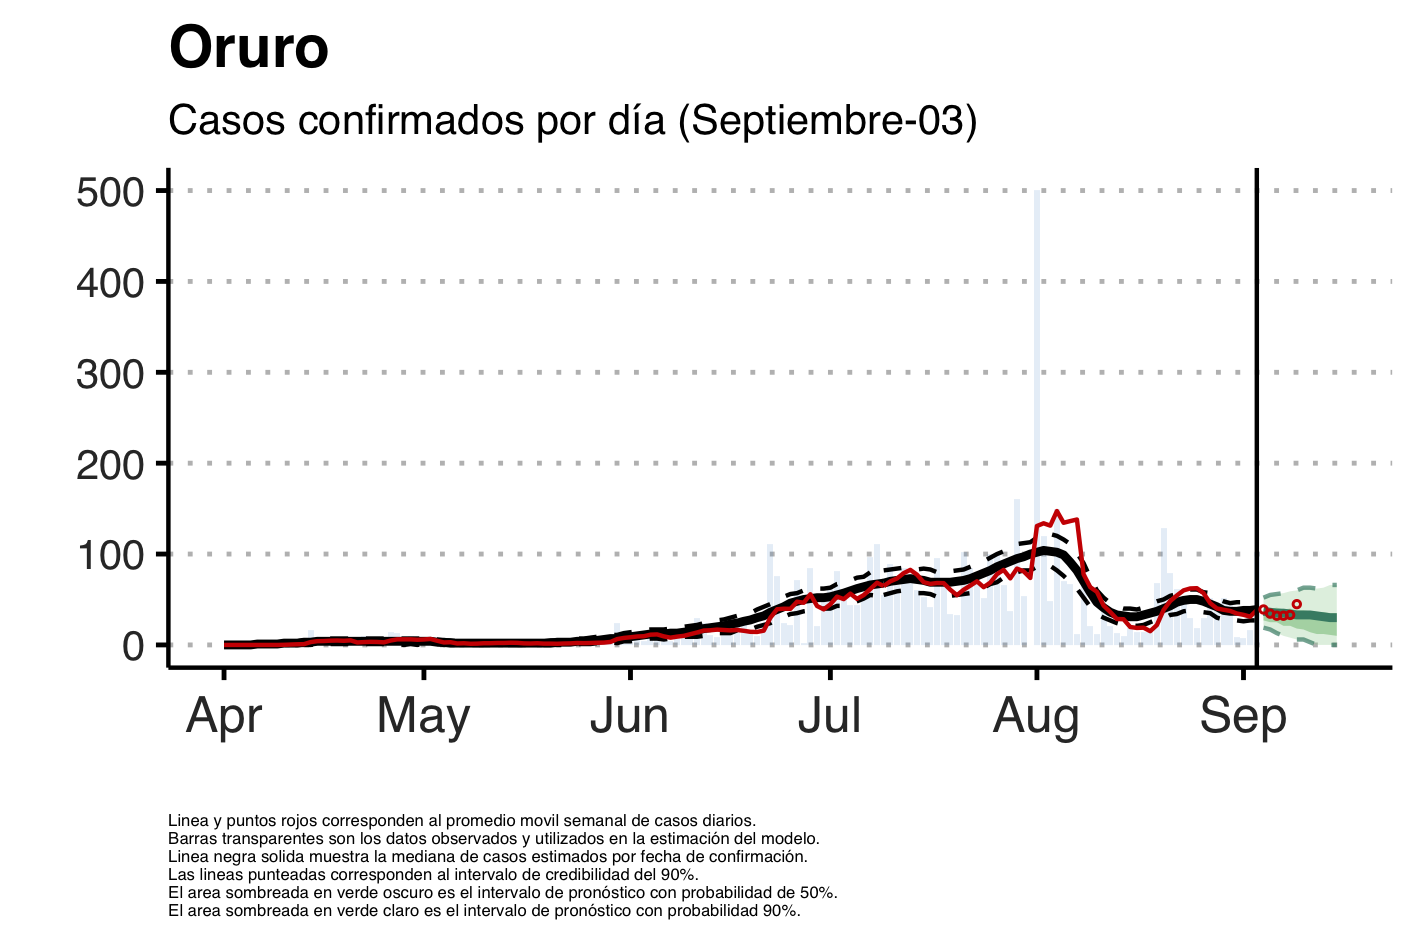 Oruro
Casos confirmados por día (Septiembre-03)
500
400
300
200
100
0
Apr May Jun Jul Aug Sep
Linea y puntos rojos corresponden al promedio movil semanal de casos diarios.
Barras transparentes son los datos observados y utilizados en la estimación del modelo.
Linea negra solida muestra la mediana de casos estimados por fecha de confirmación.
Las lineas punteadas corresponden al intervalo de credibilidad del 90%.
El area sombreada en verde oscuro es el intervalo de pronóstico con probabilidad de 50%.
El area sombreada en verde claro es el intervalo de pronóstico con probabilidad 90%.